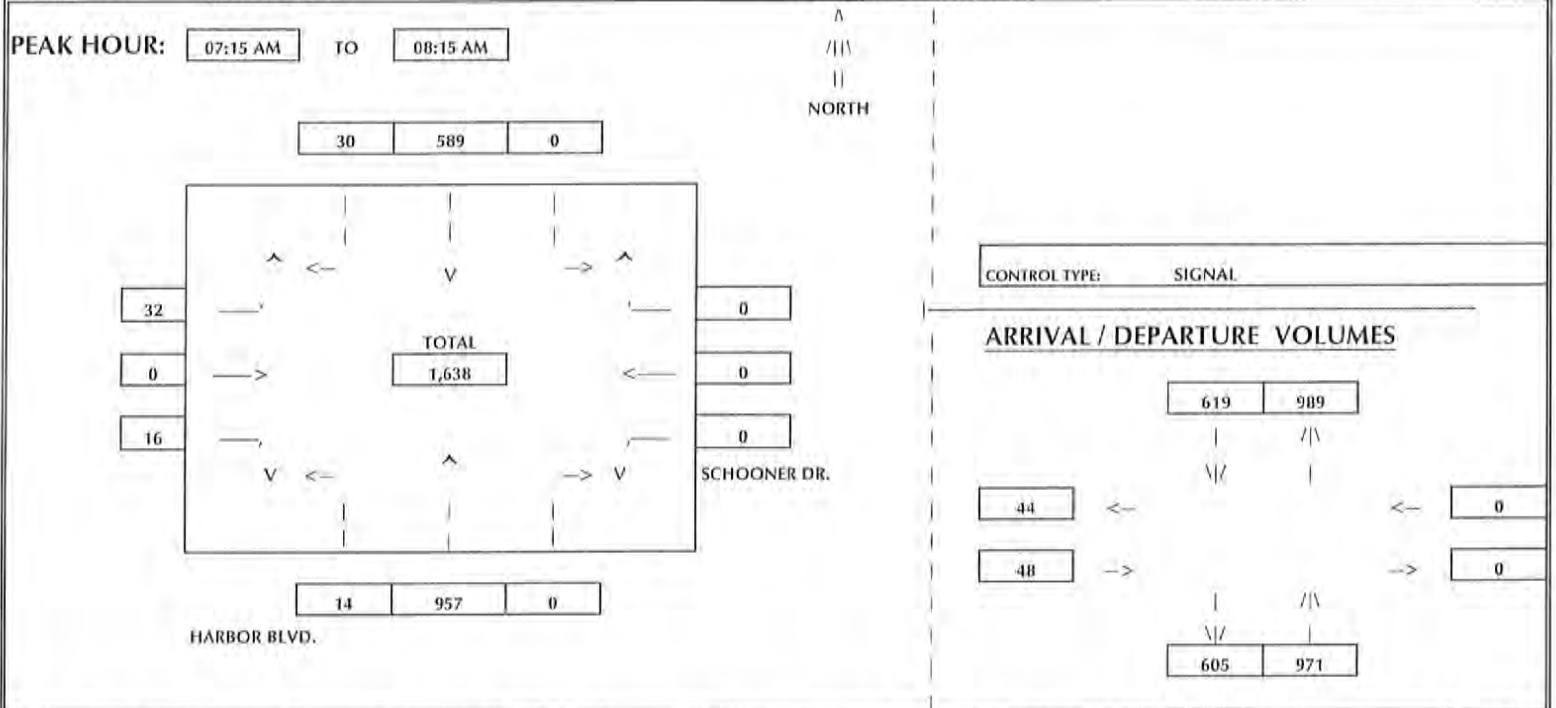 PEAK HOUR: 07:15 AM TO 08:15 AM
NORTH
30 589 0
32
0
16
TOTAL
1,638
0
0
0
SCHOONER DR.
14 957 0
HARBOR BLVD.
CONTROL TYPE: SIGNAL
ARRIVAL / DEPARTURE VOLUMES
619 989
44 0
48 0
605 971